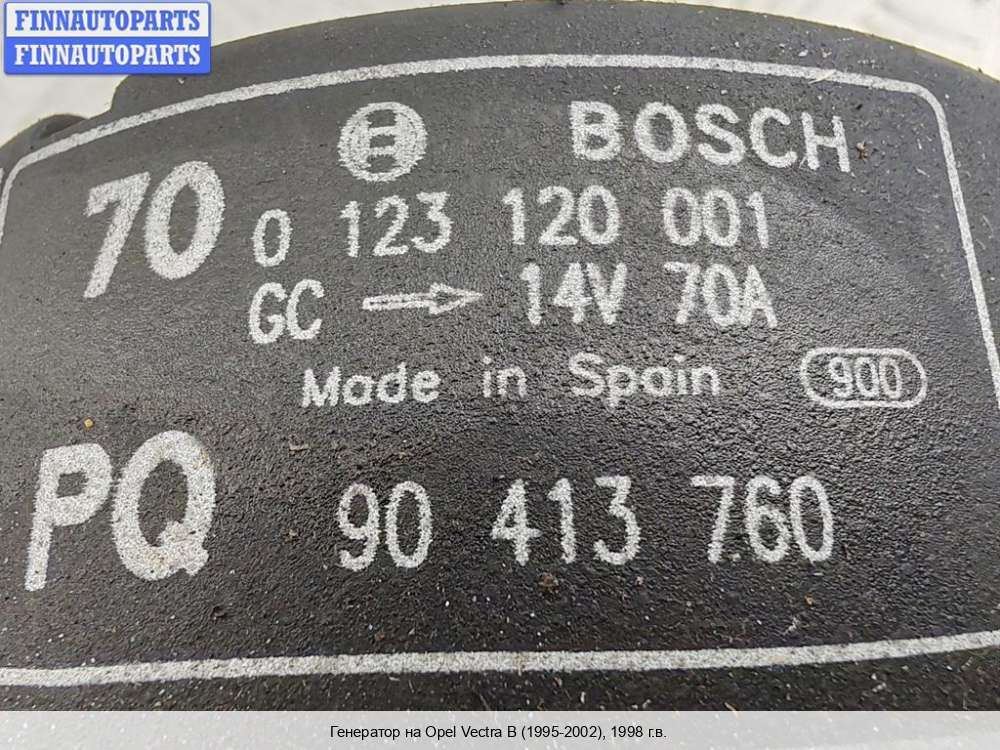 FINNAUTOPARTS
FINNAUTOPARTS
BOSCH
70 0 123 120 001
GC → 14V 70A
Made in Spain 900
PQ 90 413 760
Генератор на Opel Vectra B (1995-2002), 1998 г.в.